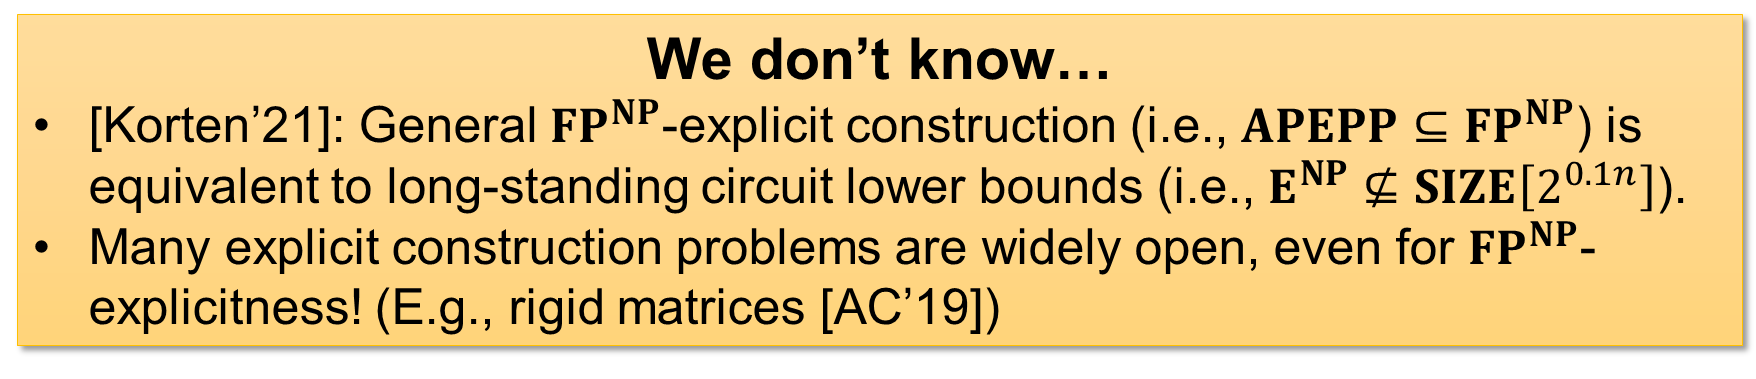 We don’t know…
• [Korten’21]: General FP^NP-explicit construction (i.e., APEPP ⊆ FP^NP) is
equivalent to long-standing circuit lower bounds (i.e., E^NP ⊈ SIZE[2^0.1n]).
• Many explicit construction problems are widely open, even for FP^NP-
explicitness! (E.g., rigid matrices [AC’19])